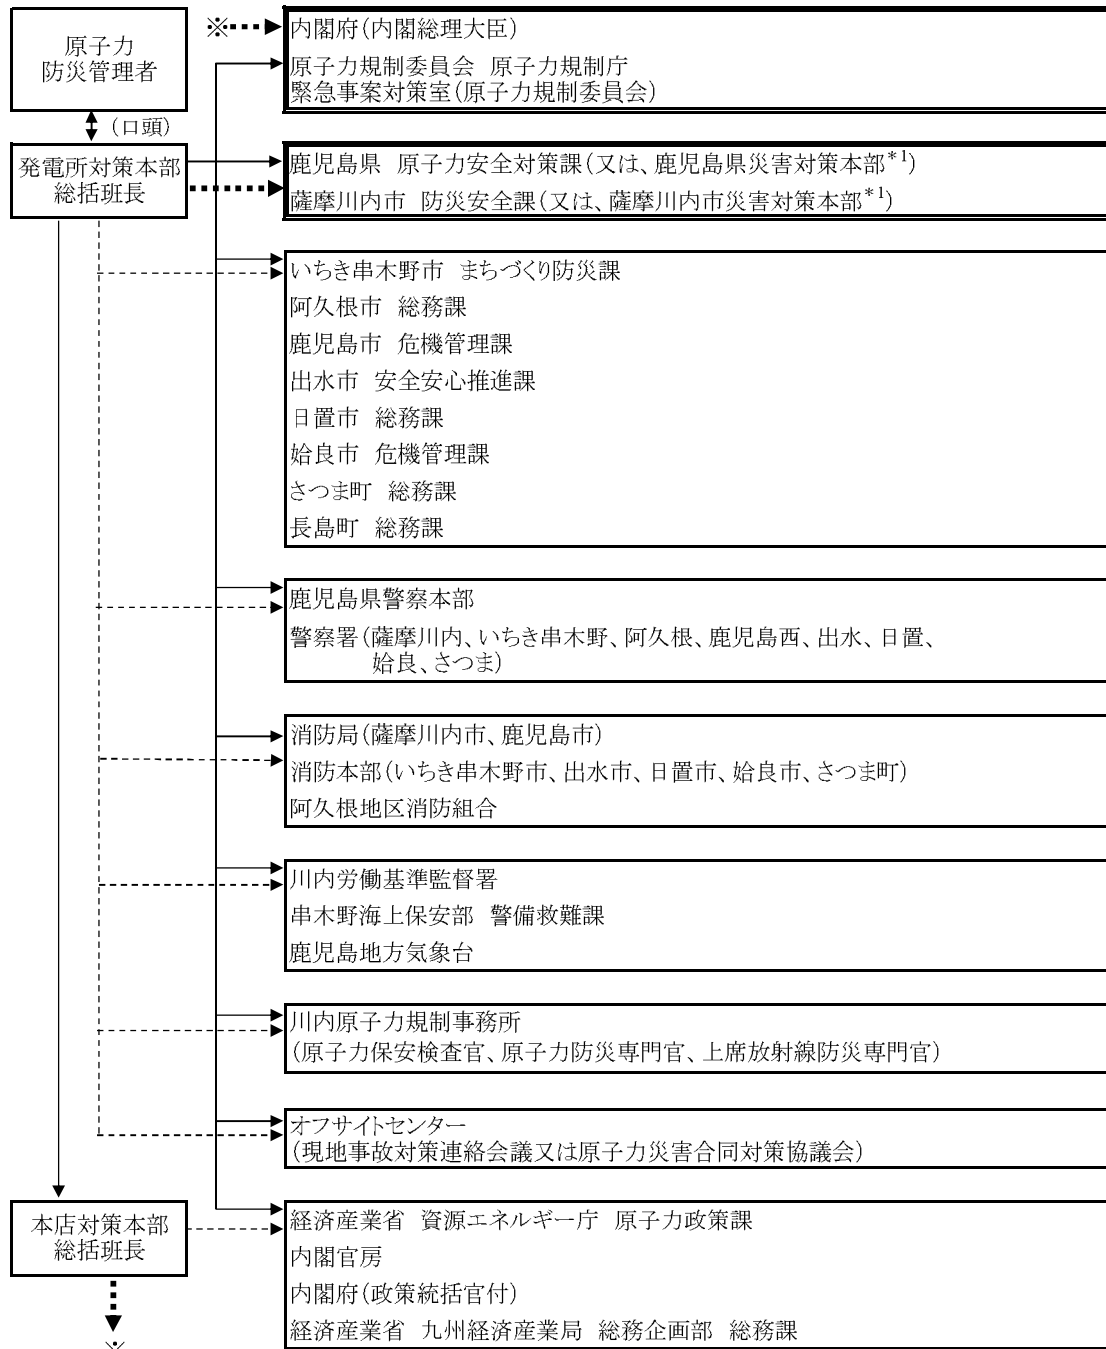 原子力
防災管理者
(口頭)
発電所対策本部
総括班長
※
内閣府(内閣総理大臣)
原子力規制委員会 原子力規制庁
緊急事案対策室(原子力規制委員会)
鹿児島県 原子力安全対策課(又は、鹿児島県災害対策本部*1)
薩摩川内市 防災安全課(又は、薩摩川内市災害対策本部*1)
いちき串木野市 まちづくり防災課
阿久根市 総務課
鹿児島市 危機管理課
出水市 安全安心推進課
日置市 総務課
姶良市 危機管理課
さつま町 総務課
長島町 総務課
鹿児島県警察本部
警察署(薩摩川内、いちき串木野、阿久根、鹿児島西、出水、日置、
姶良、さつま)
消防局(薩摩川内市、鹿児島市)
消防本部(いちき串木野市、出水市、日置市、姶良市、さつま町)
阿久根地区消防組合
川内労働基準監督署
串木野海上保安部 警備救難課
鹿児島地方気象台
川内原子力規制事務所
(原子力保安検査官、原子力防災専門官、上席放射線防災専門官)
オフサイトセンター
(現地事故対策連絡会議又は原子力災害合同対策協議会)
本店対策本部
総括班長
※
経済産業省 資源エネルギー庁 原子力政策課
内閣官房
内閣府(政策統括官付)
経済産業省 九州経済産業局 総務企画部 総務課